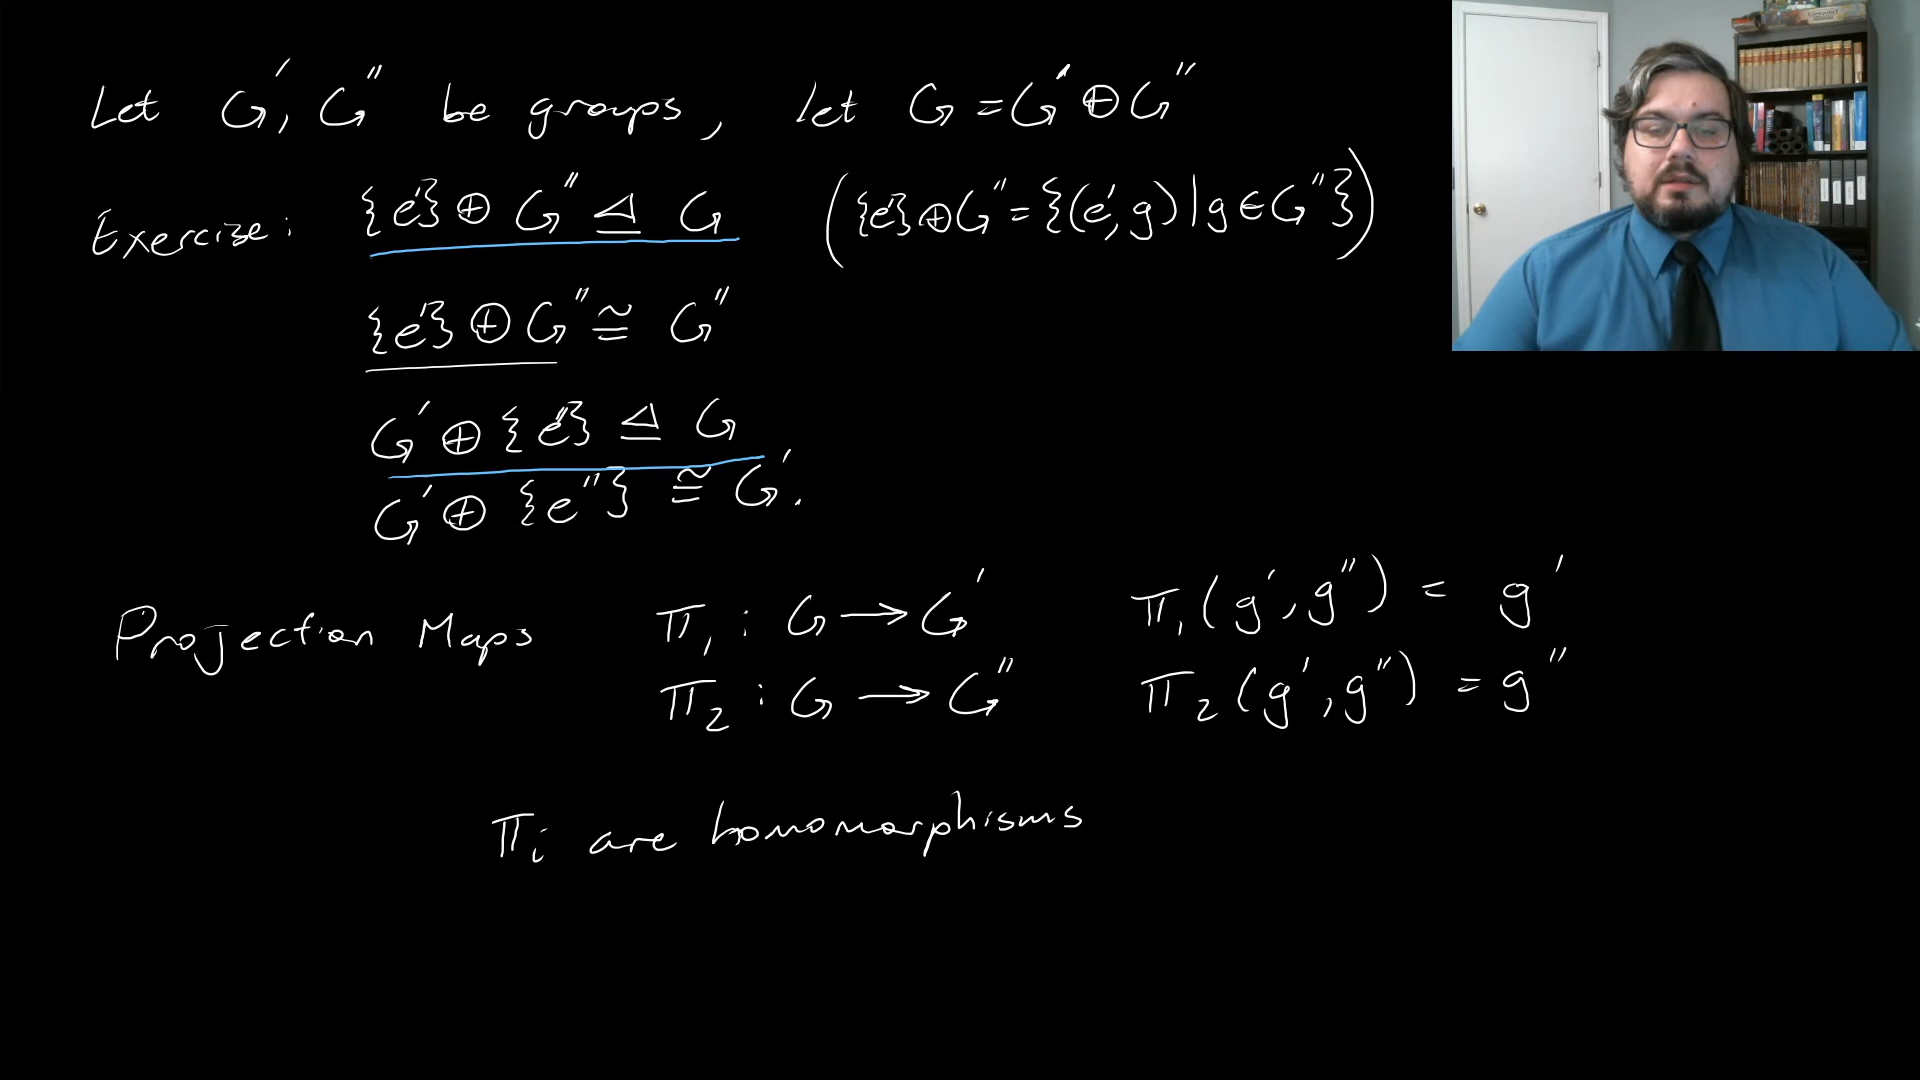 Let G', G'' be groups, let G = G' ⊕ G''
Exercise: {e'} ⊕ G'' ⊴ G ({e'} ⊕ G'' = {(e', g) | g ∈ G''})
{e'} ⊕ G'' ≅ G''
G' ⊕ {e''} ⊴ G
G' ⊕ {e''} ≅ G'.
Projection Maps π₁ : G → G' π₁(g', g'') = g'
π₂ : G → G'' π₂(g', g'') = g''
πᵢ are homomorphisms